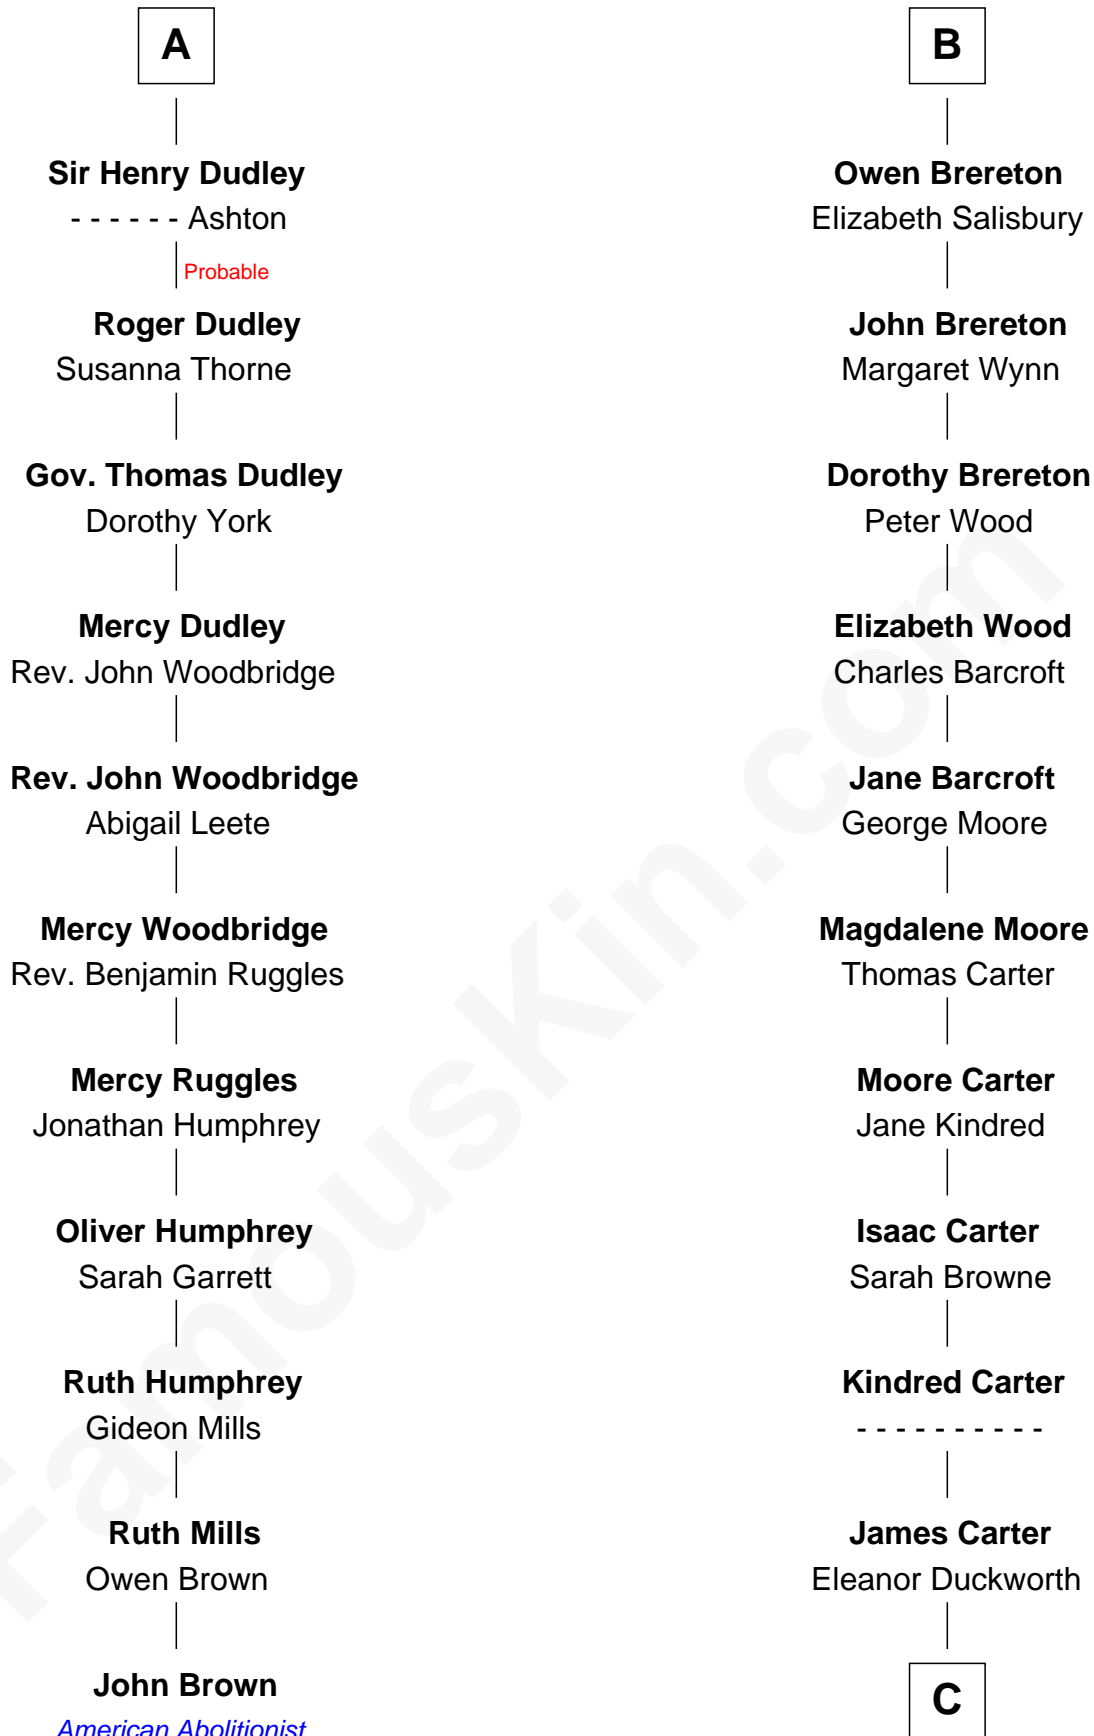 A
Sir Henry Dudley
- - - - - - Ashton
Probable
Roger Dudley
Susanna Thorne
Gov. Thomas Dudley
Dorothy York
Mercy Dudley
Rev. John Woodbridge
Rev. John Woodbridge
Abigail Leete
Mercy Woodbridge
Rev. Benjamin Ruggles
Mercy Ruggles
Jonathan Humphrey
Oliver Humphrey
Sarah Garrett
Ruth Humphrey
Gideon Mills
Ruth Mills
Owen Brown
John Brown
American Abolitionist
B
Owen Brereton
Elizabeth Salisbury
John Brereton
Margaret Wynn
Dorothy Brereton
Peter Wood
Elizabeth Wood
Charles Barcroft
Jane Barcroft
George Moore
Magdalene Moore
Thomas Carter
Moore Carter
Jane Kindred
Isaac Carter
Sarah Browne
Kindred Carter
- - - - - - - - - -
James Carter
Eleanor Duckworth
C
FamousKin.com